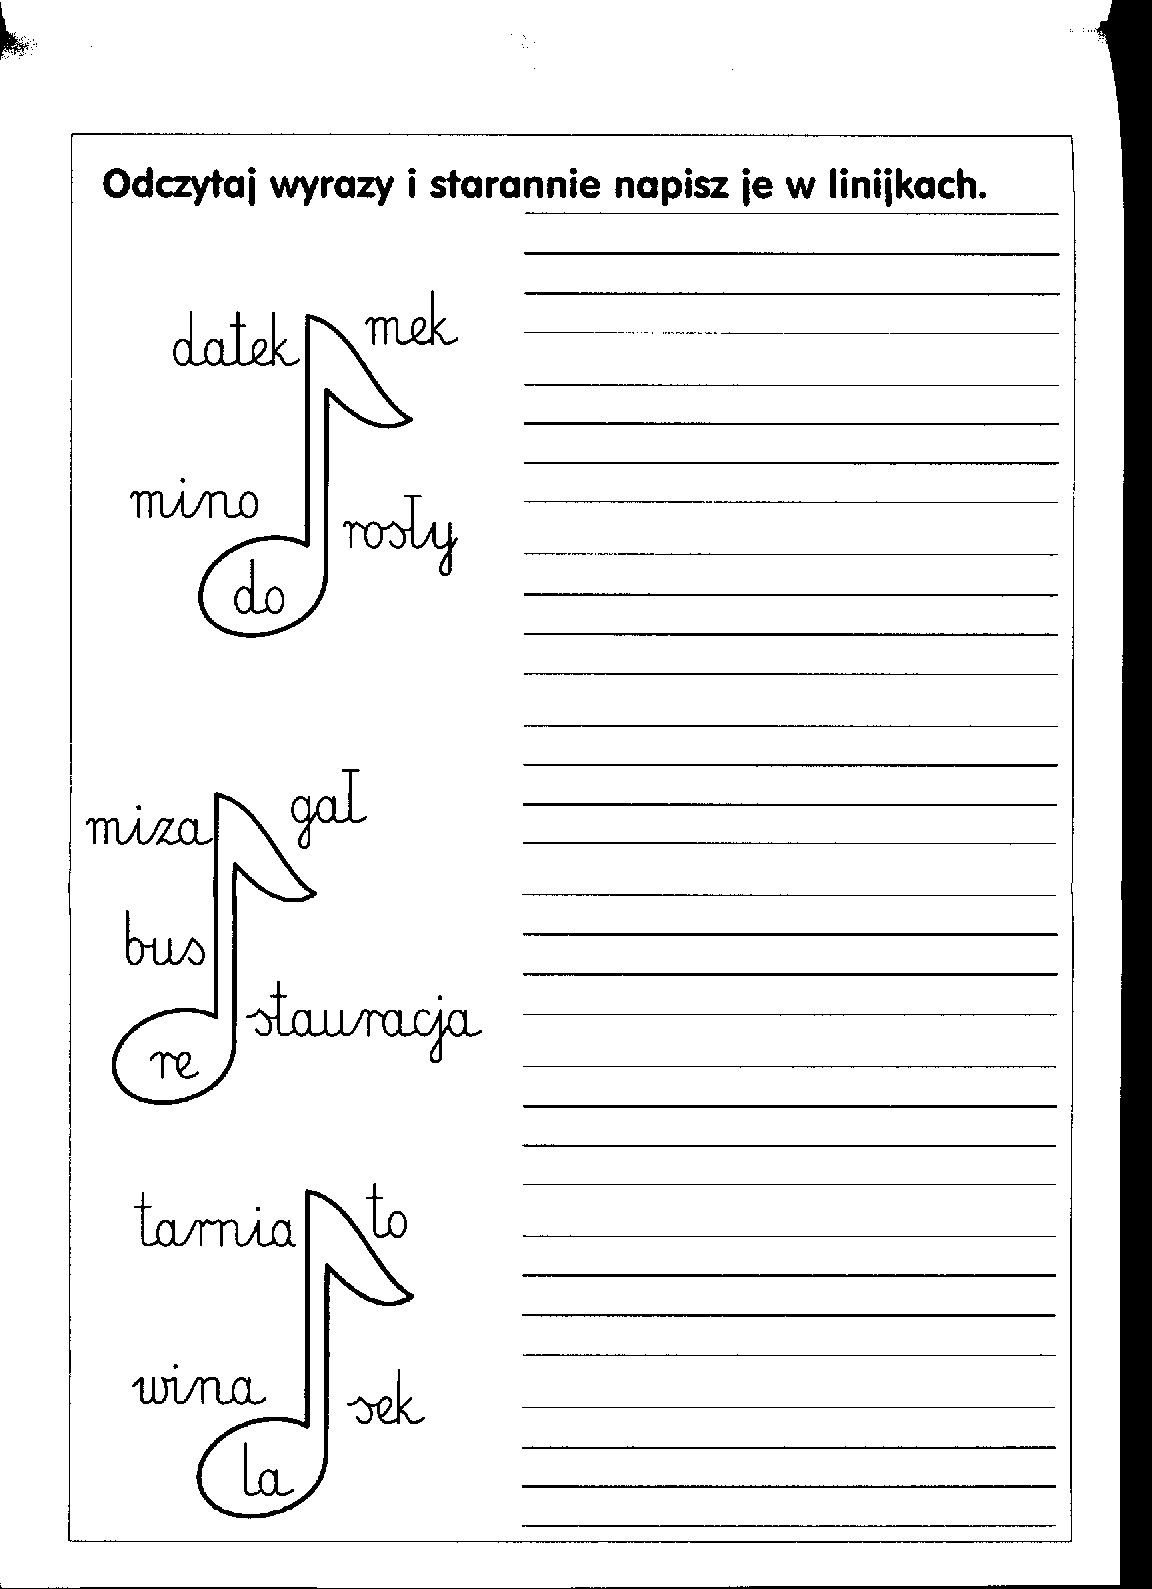 Odczytaj wyrazy i starannie napisz je w linijkach.
datek
mek
mino
rosły
do
miza
gał
bus
stauracja
re
tarnia
to
wina
sek
la